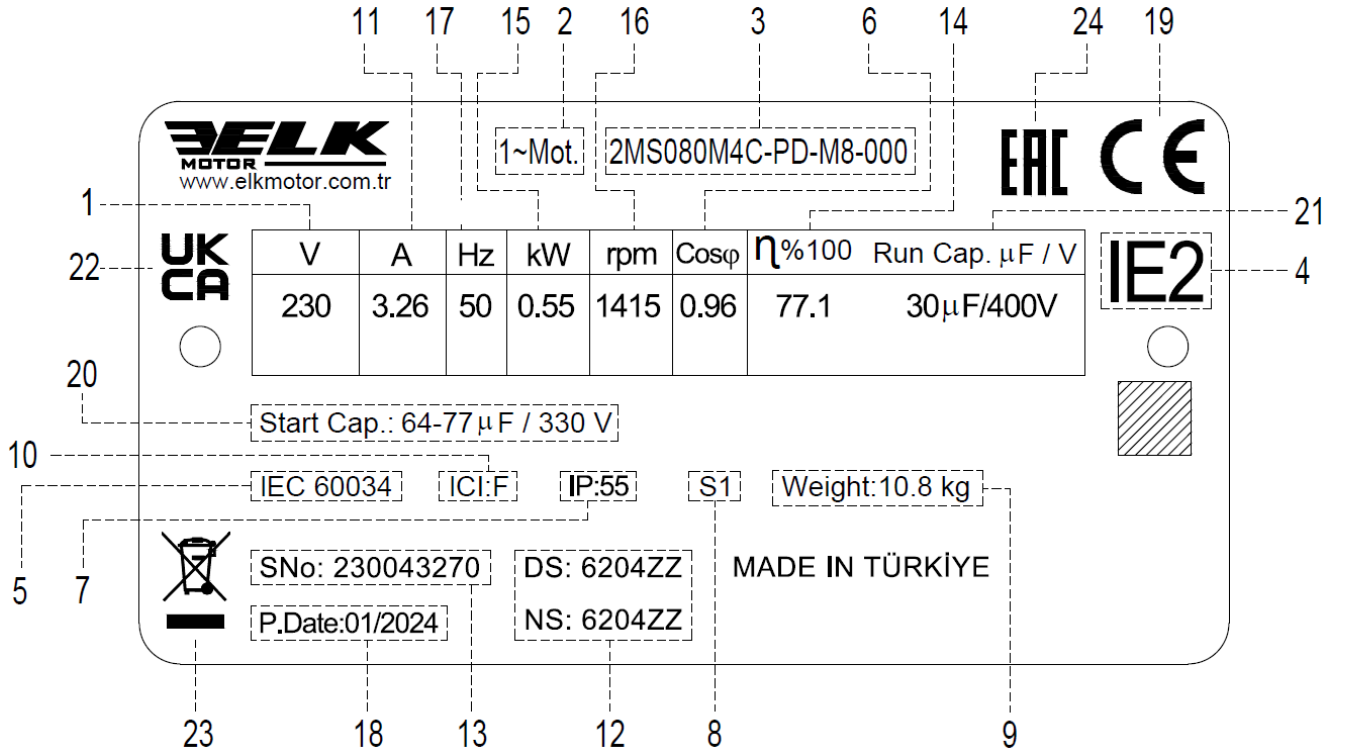 11 17 15 2 16 3 6 14 24 19
ELK
MOTOR
www.elkmotor.com.tr
1~Mot. 2MS080M4C-PD-M8-000
EAC CE
1 21
UK
CA
22 4
V A Hz kW rpm Cosφ η%100 Run Cap. μF / V
IE2
230 3.26 50 0.55 1415 0.96 77.1 30μF/400V
20
Start Cap.: 64-77μF / 330 V
10
IEC 60034 ICI:F IP:55 S1 Weight:10.8 kg
5 7
SNo: 230043270 DS: 6204ZZ MADE IN TÜRKİYE
P.Date:01/2024 NS: 6204ZZ
23 18 13 12 8 9